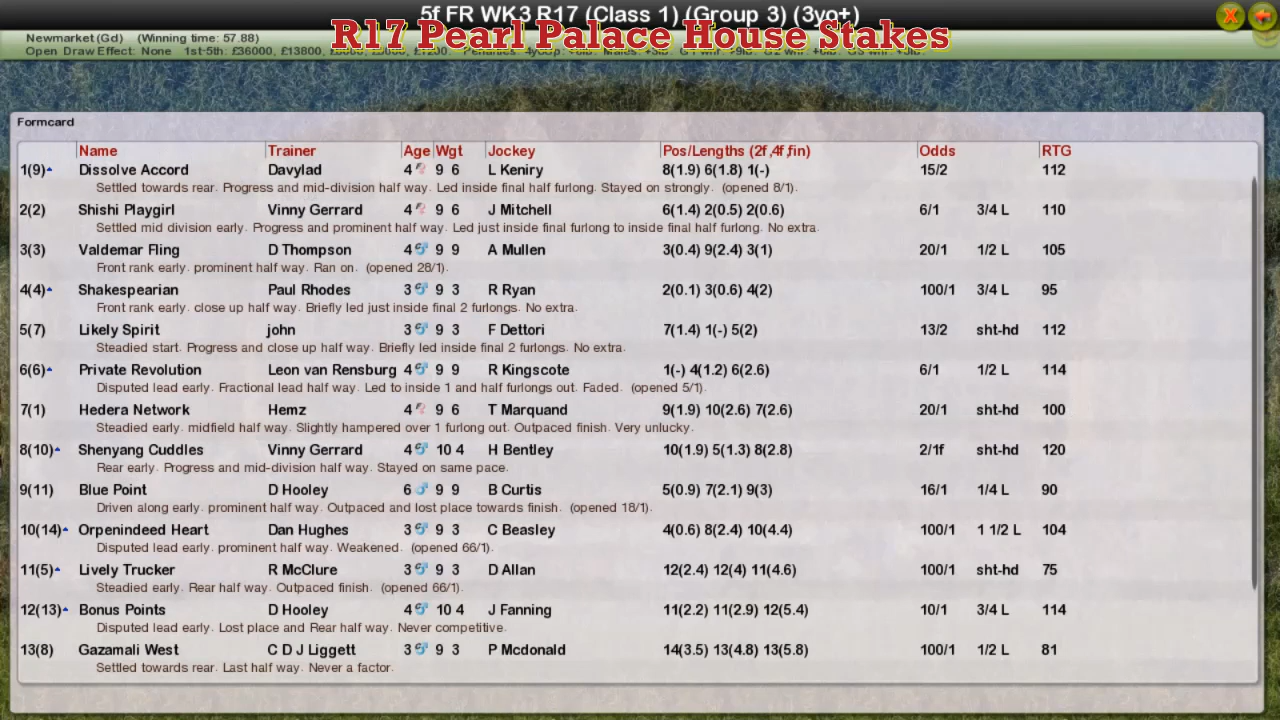 5f FR WK3 R17 (Class 1) (Group 3) (3yo+)
R17 Pearl Palace House Stakes
Newmarket(Gd) (Winning time: 57.88)
Open Draw Effect: None 1st-5th: £36000, £13800,
Formcard
Name Trainer Age Wgt Jockey Pos/Lengths (2f,4f,fin) Odds RTG
1(9) Dissolve Accord Davylad 4 9 6 L Keniry 8(1.9) 6(1.8) 1(-) 15/2 112
Settled towards rear. Progress and mid-division half way. Led inside final half furlong. Stayed on strongly. (opened 8/1).
2(2) Shishi Playgirl Vinny Gerrard 4 9 6 J Mitchell 6(1.4) 2(0.5) 2(0.6) 6/1 3/4 L 110
Settled mid division early. Progress and prominent half way. Led just inside final furlong to inside final half furlong. No extra.
3(3) Valdemar Fling D Thompson 4 9 9 A Mullen 3(0.4) 9(2.4) 3(1) 20/1 1/2 L 105
Front rank early. prominent half way. Ran on. (opened 28/1).
4(4) Shakespearian Paul Rhodes 3 9 3 R Ryan 2(0.1) 3(0.6) 4(2) 100/1 3/4 L 95
Front rank early. close up half way. Briefly led just inside final 2 furlongs. No extra.
5(7) Likely Spirit john 3 9 3 F Dettori 7(1.4) 1(-) 5(2) 13/2 sht-hd 112
Steadied start. Progress and close up half way. Briefly led inside final 2 furlongs. No extra.
6(6) Private Revolution Leon van Rensburg 4 9 9 R Kingscote 1(-) 4(1.2) 6(2.6) 6/1 1/2 L 114
Disputed lead early. Fractional lead half way. Led to inside 1 and half furlongs out. Faded. (opened 5/1).
7(1) Hedera Network Hemz 4 9 6 T Marquand 9(1.9) 10(2.6) 7(2.6) 20/1 sht-hd 100
Steadied early. midfield half way. Slightly hampered over 1 furlong out. Outpaced finish. Very unlucky.
8(10) Shenyang Cuddles Vinny Gerrard 4 10 4 H Bentley 10(1.9) 5(1.3) 8(2.8) 2/1f sht-hd 120
Rear early. Progress and mid-division half way. Stayed on same pace.
9(11) Blue Point D Hooley 6 9 9 B Curtis 5(0.9) 7(2.1) 9(3) 16/1 1/4 L 90
Driven along early. prominent half way. Outpaced and lost place towards finish. (opened 18/1).
10(14) Orpenindeed Heart Dan Hughes 3 9 3 C Beasley 4(0.6) 8(2.4) 10(4.4) 100/1 1 1/2 L 104
Disputed lead early. prominent half way. Weakened. (opened 66/1).
11(5) Lively Trucker R McClure 3 9 3 D Allan 12(2.4) 12(4) 11(4.6) 100/1 sht-hd 75
Steadied early. Rear half way. Outpaced finish. (opened 66/1).
12(13) Bonus Points D Hooley 4 10 4 J Fanning 11(2.2) 11(2.9) 12(5.4) 10/1 3/4 L 114
Disputed lead early. Lost place and Rear half way. Never competitive.
13(8) Gazamali West C D J Liggett 3 9 3 P Mcdonald 14(3.5) 13(4.8) 13(5.8) 100/1 1/2 L 81
Settled towards rear. Last half way. Never a factor.